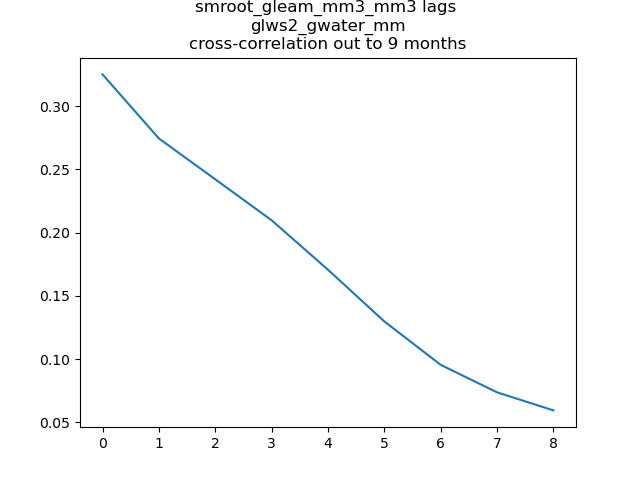 smroot_gleam_mm3_mm3 lags
glws2_gwater_mm
cross-correlation out to 9 months
0.30
0.25
0.20
0.15
0.10
0.05
0 1 2 3 4 5 6 7 8